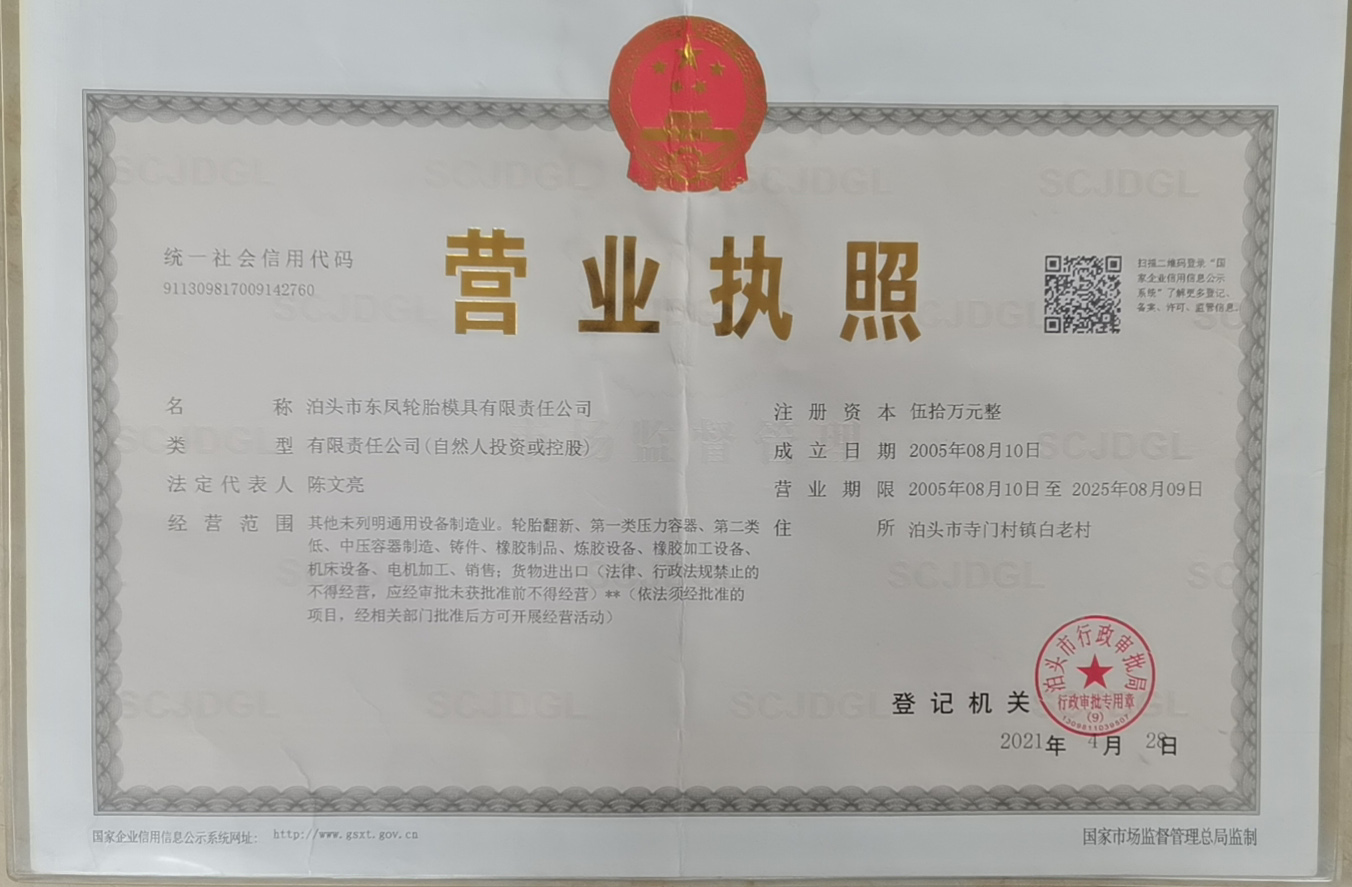 营业执照
统一社会信用代码
911309817009142760
扫描二维码登录“国
家企业信用信息公示
系统”了解更多登记、
备案、许可、监管信息。
名称 泊头市东风轮胎模具有限责任公司
类型 有限责任公司(自然人投资或控股)
法定代表人 陈文亮
经营范围 其他未列明通用设备制造业。轮胎翻新、第一类压力容器、第二类
低、中压容器制造、铸件、橡胶制品、炼胶设备、橡胶加工设备、
机床设备、电机加工、销售；货物进出口（法律、行政法规禁止的
不得经营，应经审批未获批准前不得经营）**（依法须经批准的
项目，经相关部门批准后方可开展经营活动）
注册资本 伍拾万元整
成立日期 2005年08月10日
营业期限 2005年08月10日至 2025年08月09日
住所 泊头市寺门村镇白老村
登记机关
泊头市行政审批局
行政审批专用章
(9)
2021年 4月 28日
国家企业信用信息公示系统网址：http://www.gsxt.gov.cn
国家市场监督管理总局监制